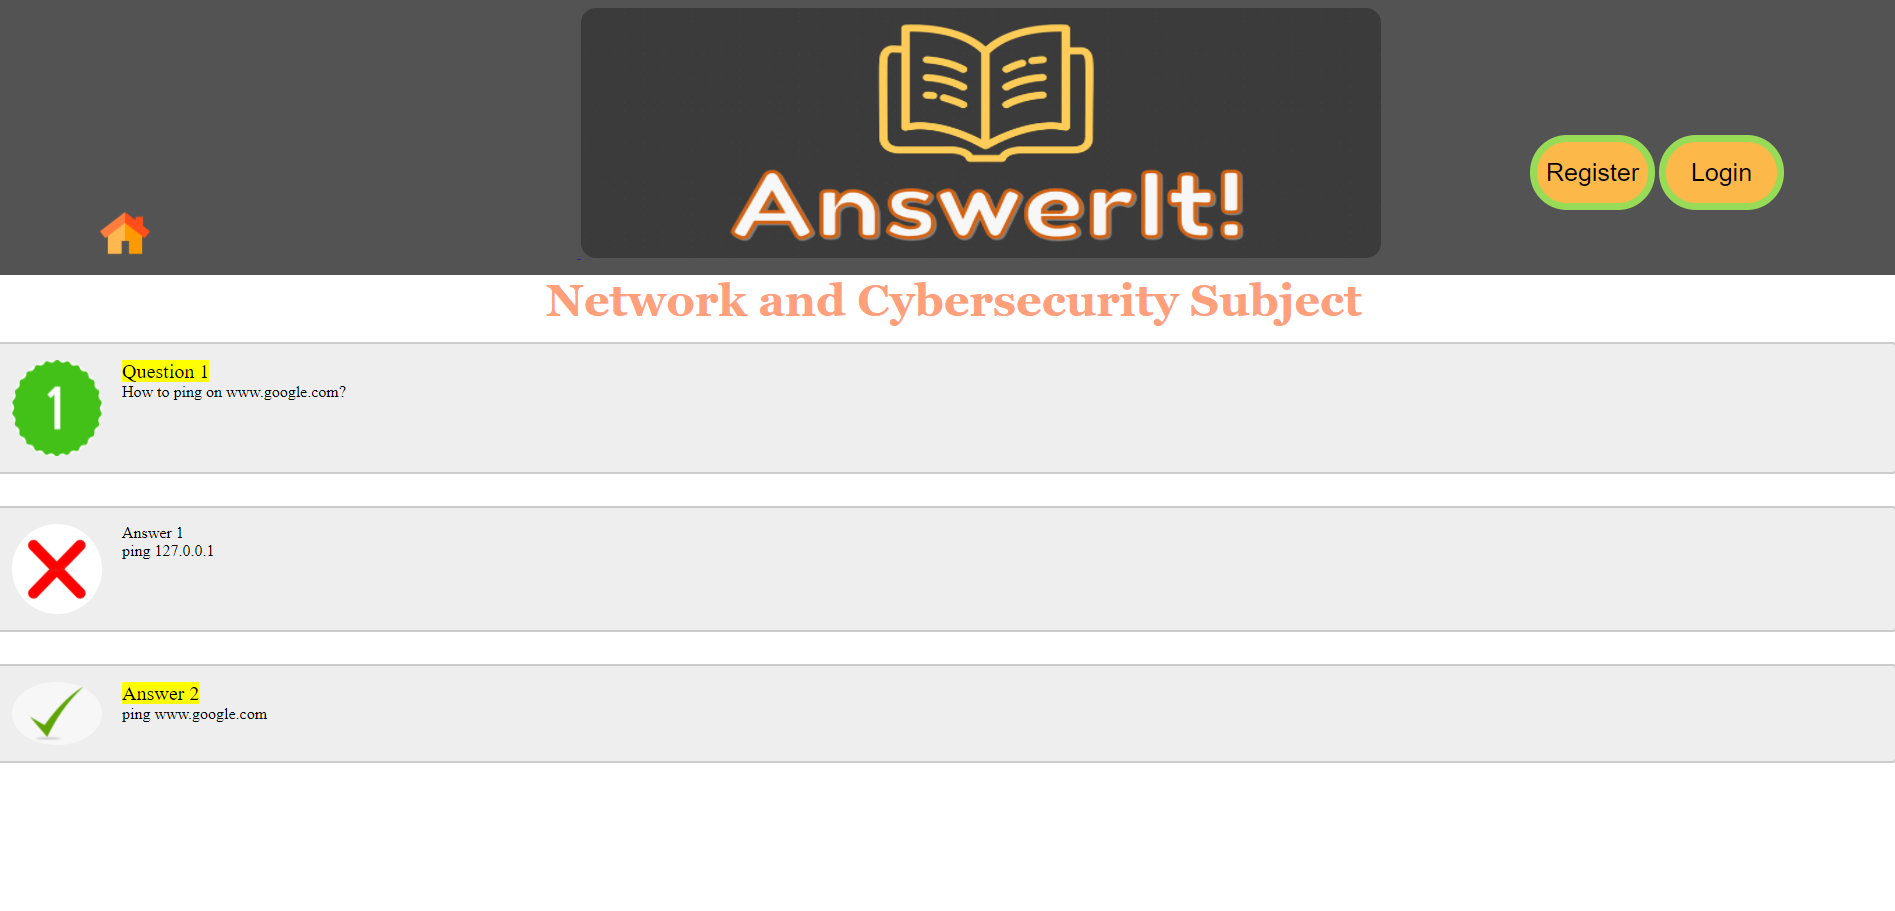 AnswerIt!
Register
Login
Network and Cybersecurity Subject
1
Question 1
How to ping on www.google.com?
Answer 1
ping 127.0.0.1
Answer 2
ping www.google.com